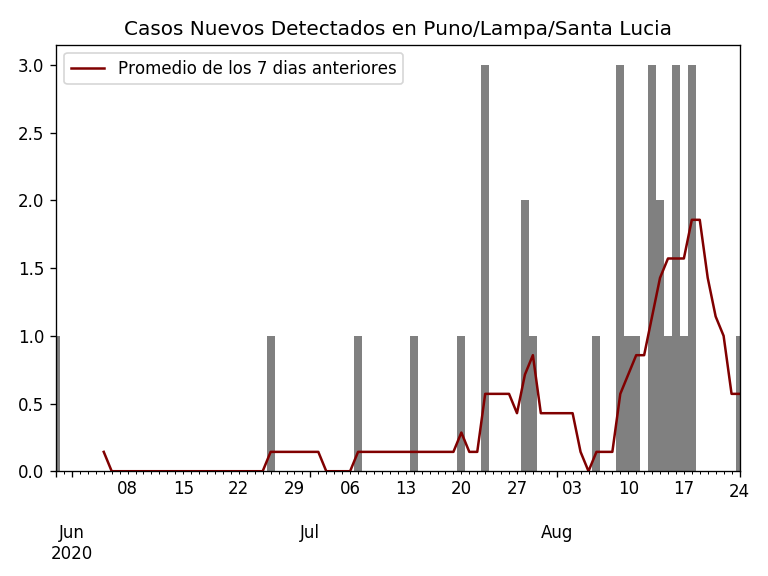 Casos Nuevos Detectados en Puno/Lampa/Santa Lucia
Promedio de los 7 dias anteriores
3.0
2.5
2.0
1.5
1.0
0.5
0.0
08 15 22 29 06 13 20 27 03 10 17 24
Jun Jul Aug
2020